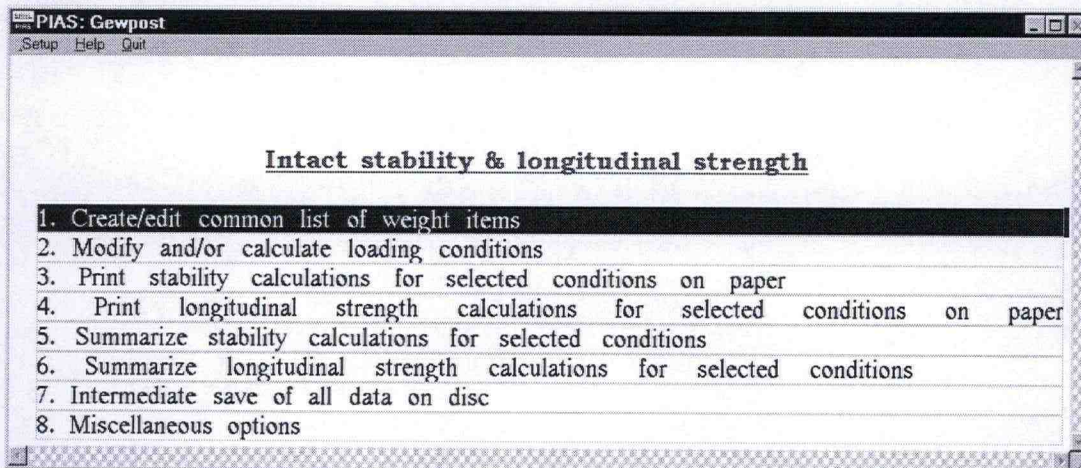 PIAS: Gewpost
Setup Help Quit
Intact stability & longitudinal strength
1. Create/edit common list of weight items
2. Modify and/or calculate loading conditions
3. Print stability calculations for selected conditions on paper
4. Print longitudinal strength calculations for selected conditions on paper
5. Summarize stability calculations for selected conditions
6. Summarize longitudinal strength calculations for selected conditions
7. Intermediate save of all data on disc
8. Miscellaneous options